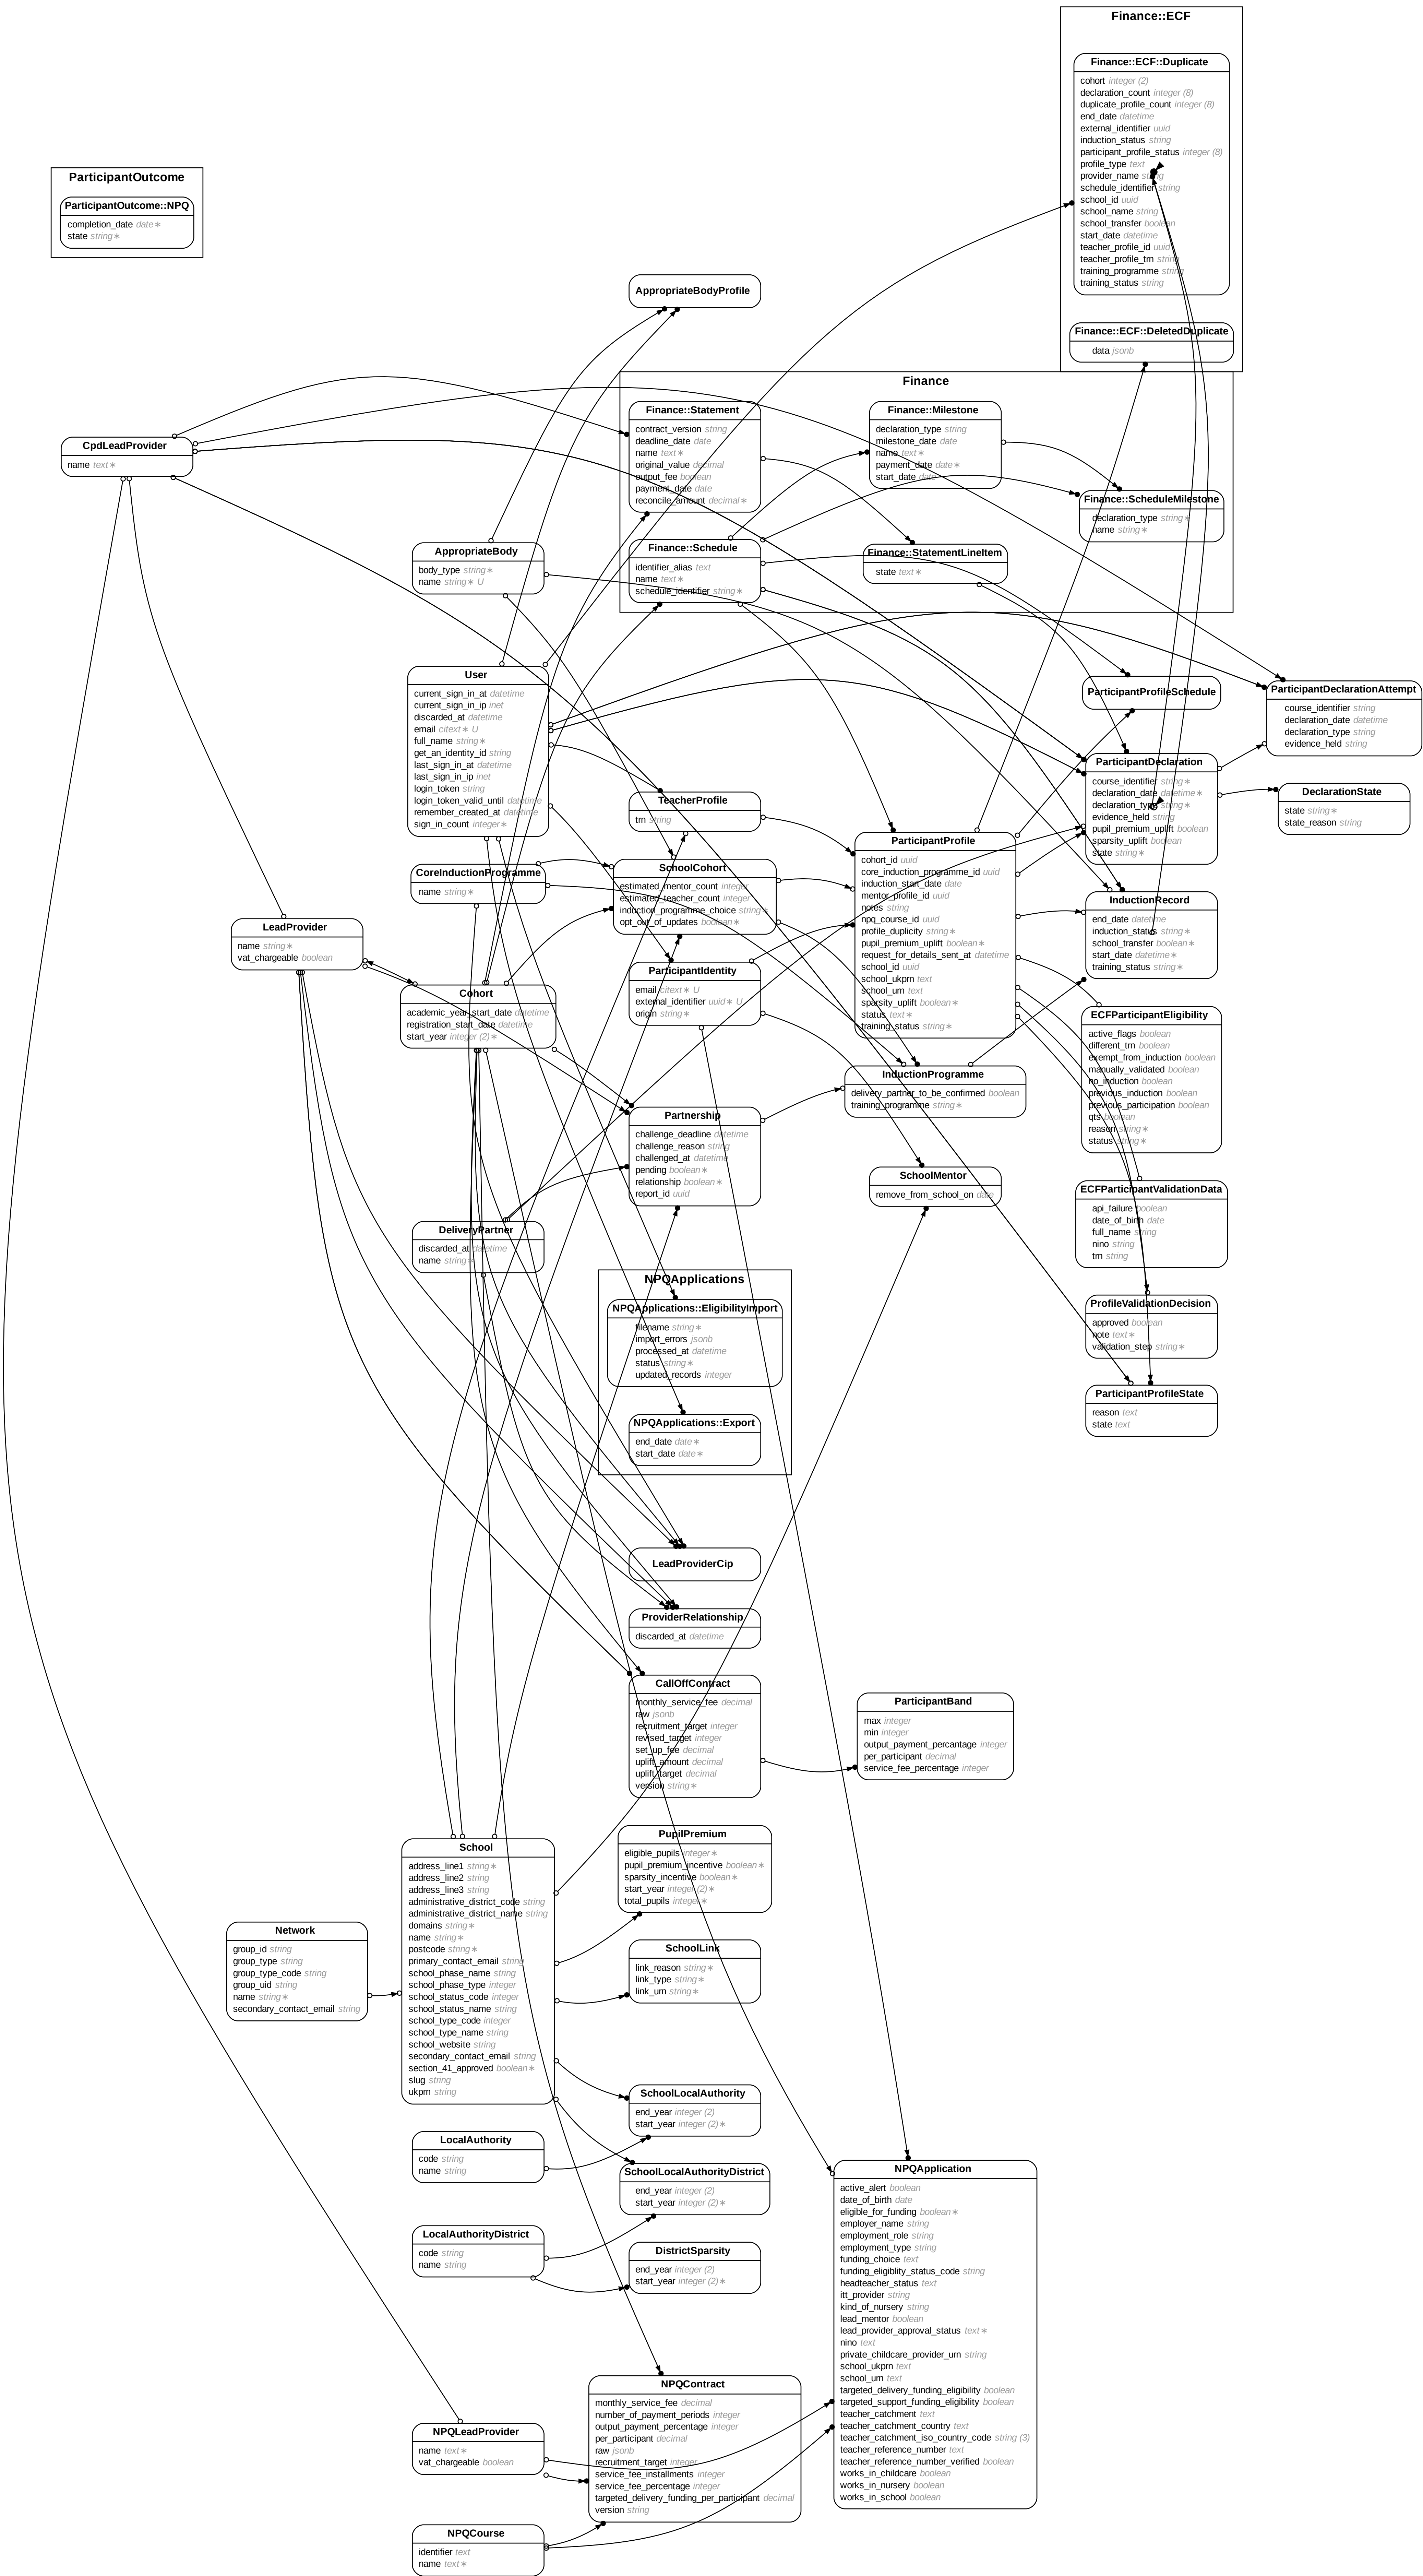 Finance::ECF
Finance::ECF::Duplicate
cohort integer (2)
declaration_count integer (8)
duplicate_profile_count integer (8)
end_date datetime
external_identifier uuid
induction_status string
participant_profile_status integer (8)
profile_type text
provider_name string
schedule_identifier string
school_id uuid
school_name string
school_transfer boolean
start_date datetime
teacher_profile_id uuid
teacher_profile_trn string
training_programme string
training_status string
Finance::ECF::DeletedDuplicate
data jsonb
ParticipantOutcome
ParticipantOutcome::NPQ
completion_date date∗
state string∗
AppropriateBodyProfile
Finance
Finance::Statement
contract_version string
deadline_date date
name text∗
original_value decimal
output_fee boolean
payment_date date
reconcile_amount decimal∗
Finance::Milestone
declaration_type string
milestone_date date
name text∗
payment_date date∗
start_date date
Finance::ScheduleMilestone
declaration_type string∗
name string∗
Finance::Schedule
identifier_alias text
name text∗
schedule_identifier string∗
Finance::StatementLineItem
state text∗
CpdLeadProvider
name text∗
AppropriateBody
body_type string∗
name string∗ U
User
current_sign_in_at datetime
current_sign_in_ip inet
discarded_at datetime
email citext∗ U
full_name string∗
get_an_identity_id string
last_sign_in_at datetime
last_sign_in_ip inet
login_token string
login_token_valid_until datetime
remember_created_at datetime
sign_in_count integer∗
ParticipantProfileSchedule
ParticipantDeclarationAttempt
course_identifier string
declaration_date datetime
declaration_type string
evidence_held string
ParticipantDeclaration
course_identifier string∗
declaration_date datetime∗
declaration_type string∗
evidence_held string
pupil_premium_uplift boolean
sparsity_uplift boolean
state string∗
DeclarationState
state string∗
state_reason string
TeacherProfile
trn string
ParticipantProfile
cohort_id uuid
core_induction_programme_id uuid
induction_start_date date
mentor_profile_id uuid
notes string
npq_course_id uuid
profile_duplicity string∗
pupil_premium_uplift boolean∗
request_for_details_sent_at datetime
school_id uuid
school_ukprn text
school_urn text
sparsity_uplift boolean∗
status text∗
training_status string∗
CoreInductionProgramme
name string∗
SchoolCohort
estimated_mentor_count integer
estimated_teacher_count integer
induction_programme_choice string∗
opt_out_of_updates boolean∗
InductionRecord
end_date datetime
induction_status string∗
school_transfer boolean∗
start_date datetime∗
training_status string∗
LeadProvider
name string∗
vat_chargeable boolean
ParticipantIdentity
email citext∗ U
external_identifier uuid∗ U
origin string∗
Cohort
academic_year_start_date datetime
registration_start_date datetime
start_year integer (2)∗
ECFParticipantEligibility
active_flags boolean
different_trn boolean
exempt_from_induction boolean
manually_validated boolean
no_induction boolean
previous_induction boolean
previous_participation boolean
qts boolean
reason string∗
status string∗
InductionProgramme
delivery_partner_to_be_confirmed boolean
training_programme string∗
Partnership
challenge_deadline datetime
challenge_reason string
challenged_at datetime
pending boolean∗
relationship boolean∗
report_id uuid
SchoolMentor
remove_from_school_on date
ECFParticipantValidationData
api_failure boolean
date_of_birth date
full_name string
nino string
trn string
DeliveryPartner
discarded_at datetime
name string∗
NPQApplications
NPQApplications::EligibilityImport
filename string∗
import_errors jsonb
processed_at datetime
status string∗
updated_records integer
NPQApplications::Export
end_date date∗
start_date date∗
ProfileValidationDecision
approved boolean
note text∗
validation_step string∗
ParticipantProfileState
reason text
state text
LeadProviderCip
ProviderRelationship
discarded_at datetime
CallOffContract
monthly_service_fee decimal
raw jsonb
recruitment_target integer
revised_target integer
set_up_fee decimal
uplift_amount decimal
uplift_target decimal
version string∗
ParticipantBand
max integer
min integer
output_payment_percantage integer
per_participant decimal
service_fee_percentage integer
School
address_line1 string∗
address_line2 string
address_line3 string
administrative_district_code string
administrative_district_name string
domains string∗
name string∗
postcode string∗
primary_contact_email string
school_phase_name string
school_phase_type integer
school_status_code integer
school_status_name string
school_type_code integer
school_type_name string
school_website string
secondary_contact_email string
section_41_approved boolean∗
slug string
ukprn string
PupilPremium
eligible_pupils integer∗
pupil_premium_incentive boolean∗
sparsity_incentive boolean∗
start_year integer (2)∗
total_pupils integer∗
Network
group_id string
group_type string
group_type_code string
group_uid string
name string∗
secondary_contact_email string
SchoolLink
link_reason string∗
link_type string∗
link_urn string∗
SchoolLocalAuthority
end_year integer (2)
start_year integer (2)∗
LocalAuthority
code string
name string
SchoolLocalAuthorityDistrict
end_year integer (2)
start_year integer (2)∗
LocalAuthorityDistrict
code string
name string
DistrictSparsity
end_year integer (2)
start_year integer (2)∗
NPQApplication
active_alert boolean
date_of_birth date
eligible_for_funding boolean∗
employer_name string
employment_role string
employment_type string
funding_choice text
funding_eligiblity_status_code string
headteacher_status text
itt_provider string
kind_of_nursery string
lead_mentor boolean
lead_provider_approval_status text∗
nino text
private_childcare_provider_urn string
school_ukprn text
school_urn text
targeted_delivery_funding_eligibility boolean
targeted_support_funding_eligibility boolean
teacher_catchment text
teacher_catchment_country text
teacher_catchment_iso_country_code string (3)
teacher_reference_number text
teacher_reference_number_verified boolean
works_in_childcare boolean
works_in_nursery boolean
works_in_school boolean
NPQContract
monthly_service_fee decimal
number_of_payment_periods integer
output_payment_percentage integer
per_participant decimal
raw jsonb
recruitment_target integer
service_fee_installments integer
service_fee_percentage integer
targeted_delivery_funding_per_participant decimal
version string
NPQLeadProvider
name text∗
vat_chargeable boolean
NPQCourse
identifier text
name text∗